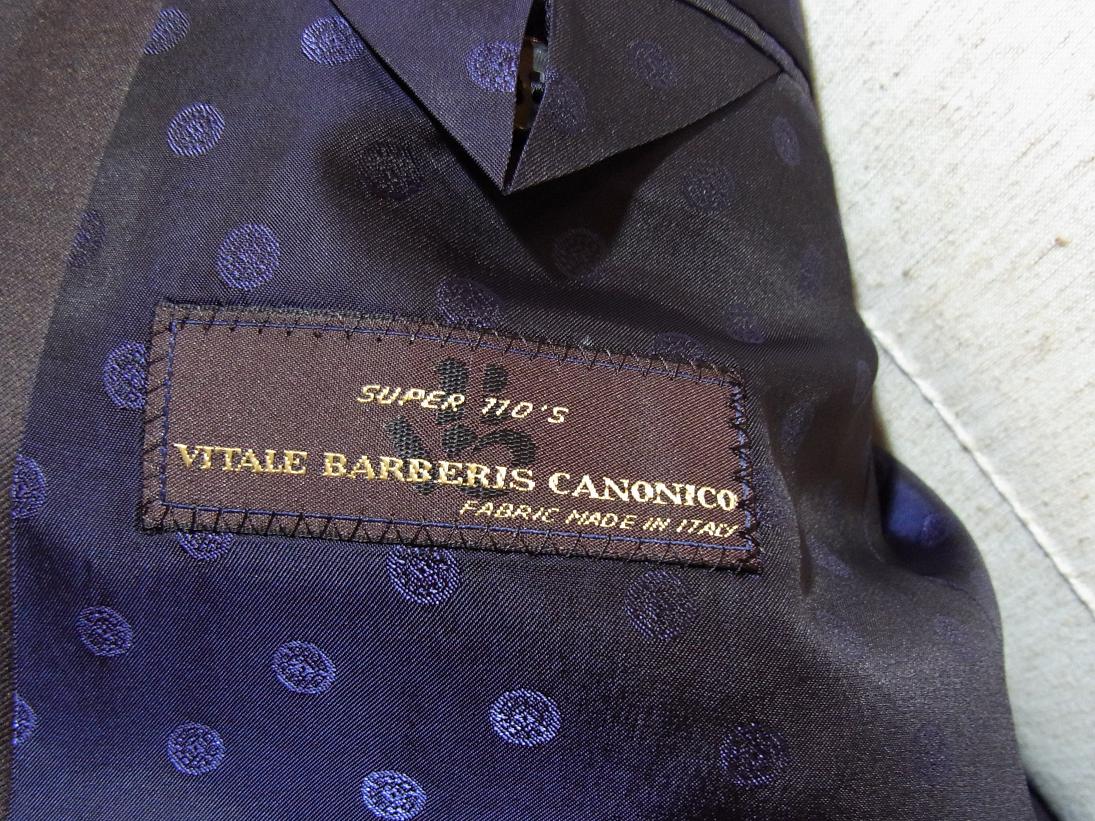 SUPER 110'S
VITALE BARBERIS CANONICO
FABRIC MADE IN ITALY